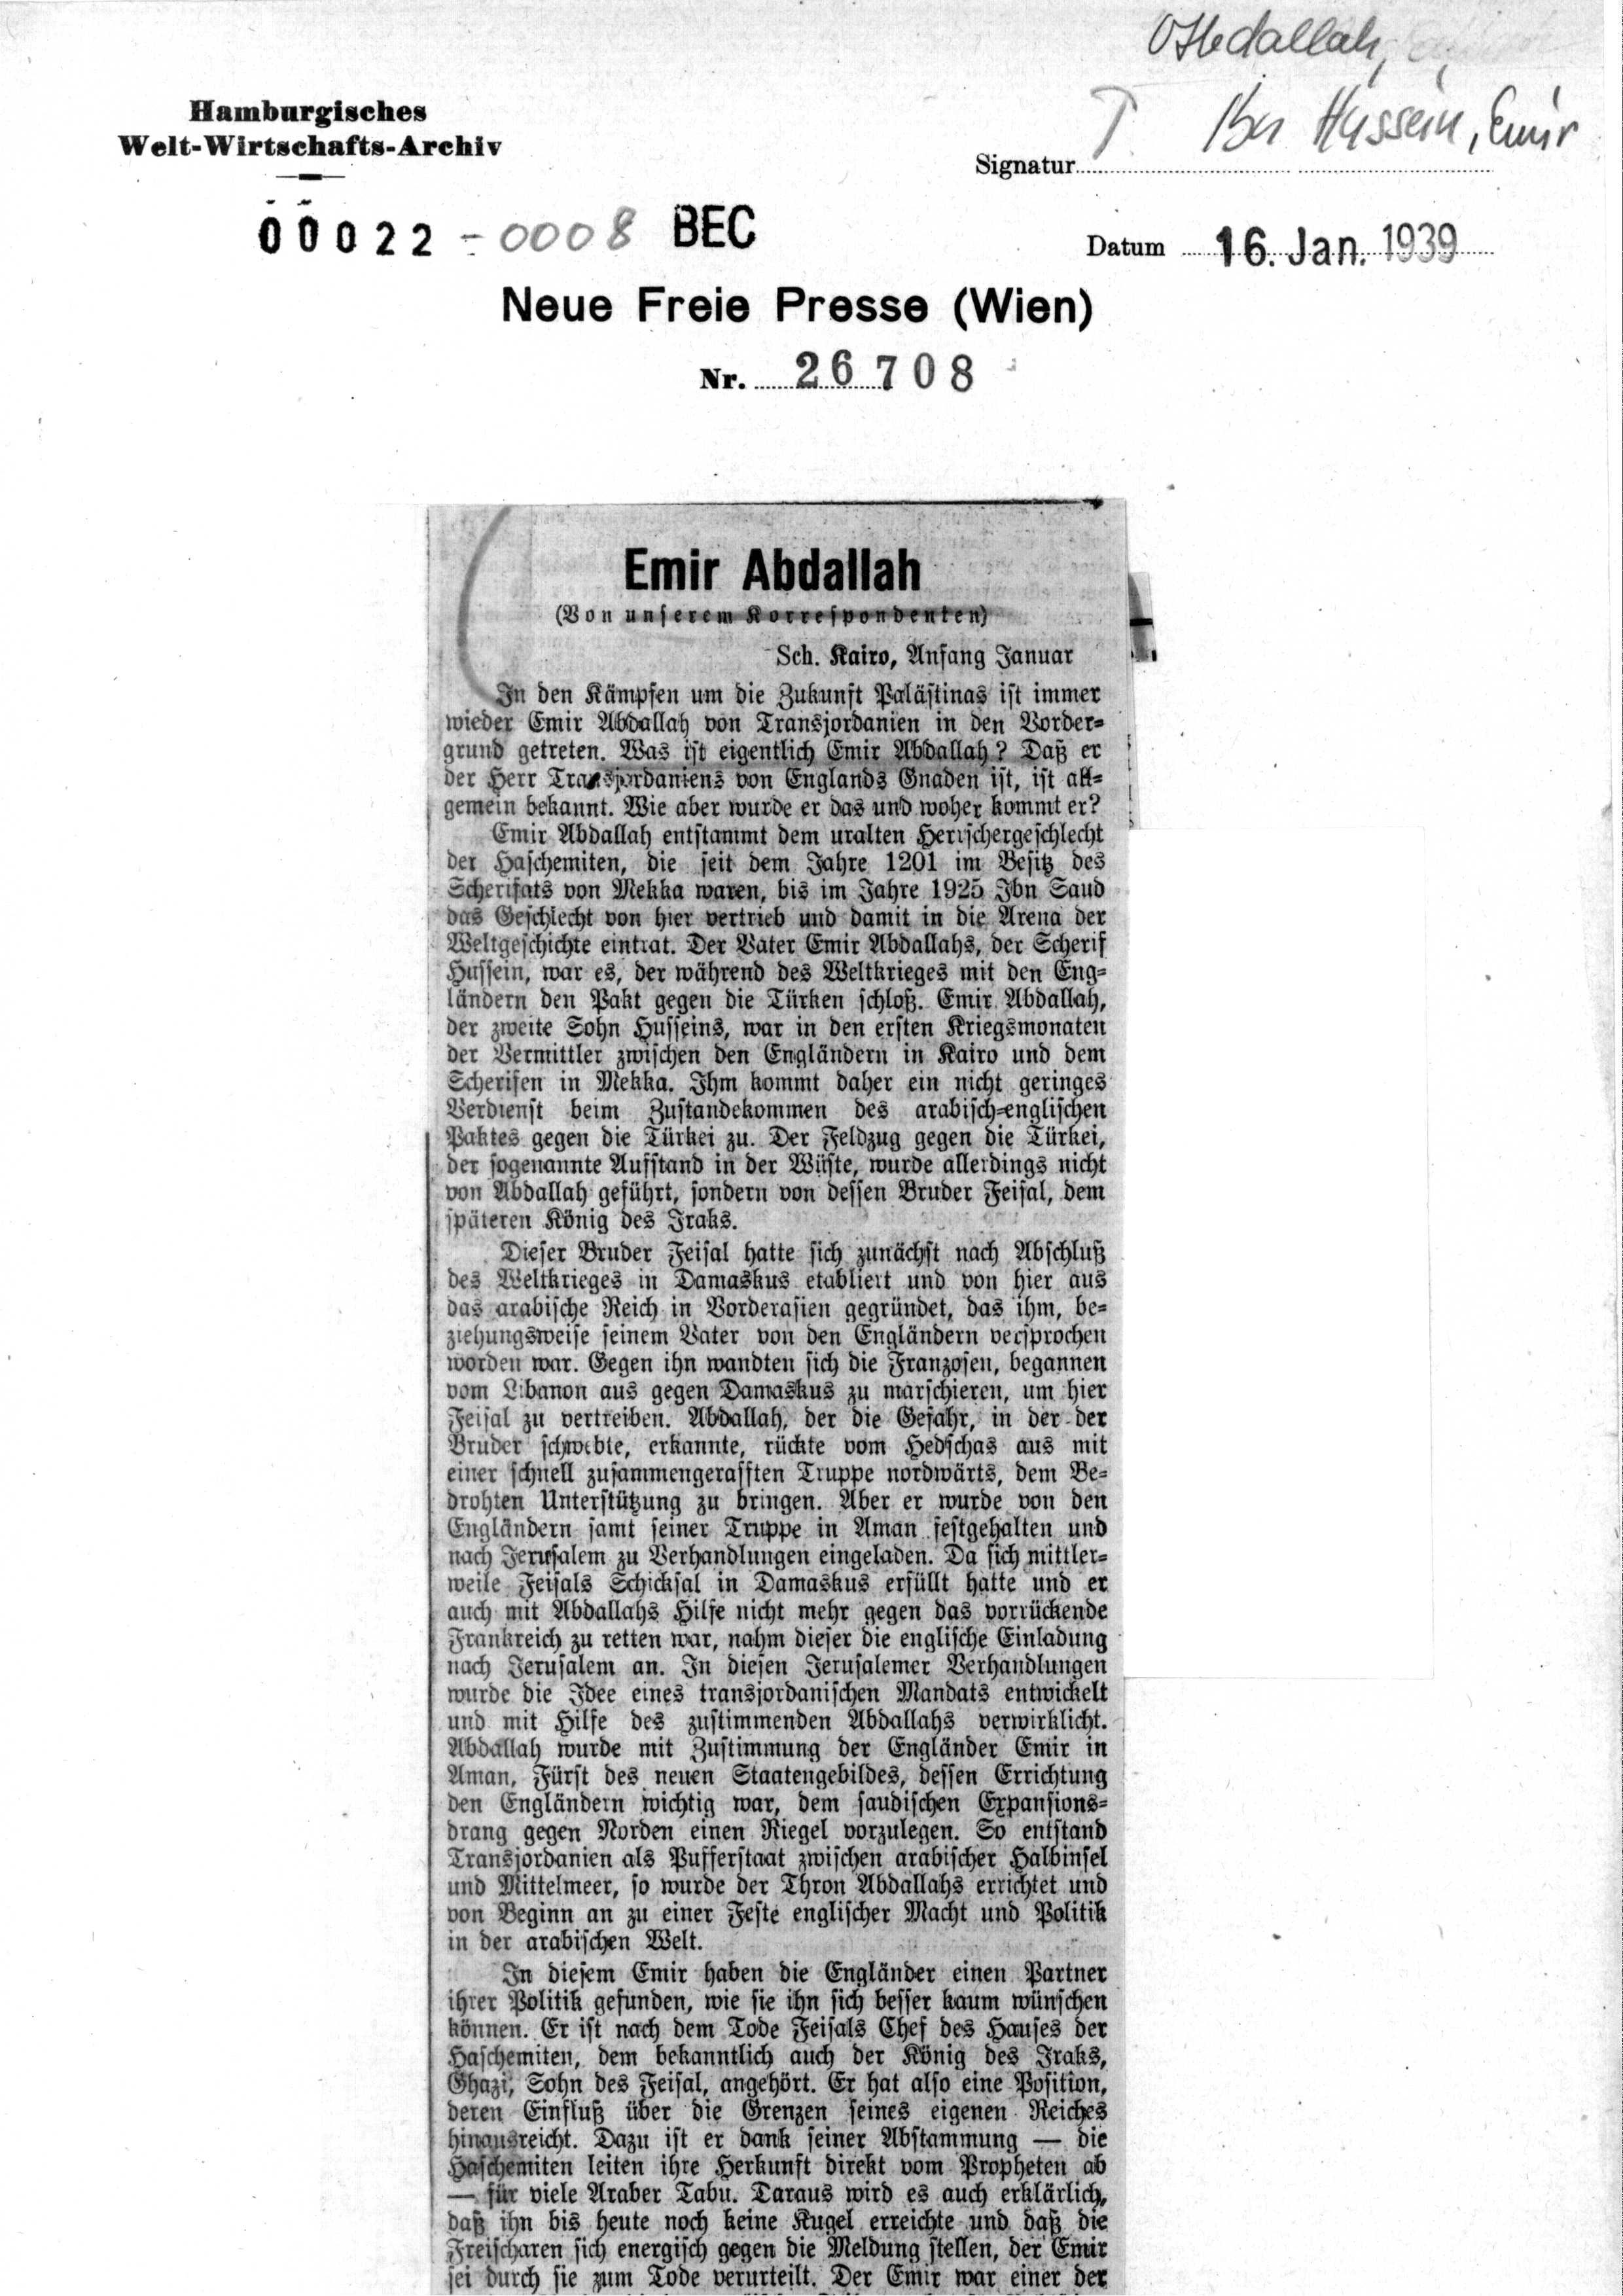 Abdallah,
Ibn Hussein, Emir
Hamburgisches
Welt-Wirtschafts-Archiv
Signatur
00022-0008 BEC
Datum 16. Jan. 1939
Neue Freie Presse (Wien)
Nr. 26708
Emir Abdallah
(Von unserem Korrespondenten)
Sch. Kairo, Anfang Januar
In den Kämpfen um die Zukunft Palästinas ist immer
wieder Emir Abdallah von Transjordanien in den Vorder-
grund getreten. Was ist eigentlich Emir Abdallah? Daß er
der Herr Transjordaniens von Englands Gnaden ist, ist all-
gemein bekannt. Wie aber wurde er das und woher kommt er?
Emir Abdallah entstammt dem uralten Herrschergeschlecht
der Haschemiten, die seit dem Jahre 1201 im Besitz des
Scherifats von Mekka waren, bis im Jahre 1925 Ibn Saud
das Geschlecht von hier vertrieb und damit in die Arena der
Weltgeschichte eintrat. Der Vater Emir Abdallahs, der Scherif
Hussein, war es, der während des Weltkrieges mit den Eng-
ländern den Pakt gegen die Türken schloß. Emir Abdallah,
der zweite Sohn Husseins, war in den ersten Kriegsmonaten
der Vermittler zwischen den Engländern in Kairo und dem
Scherifen in Mekka. Ihm kommt daher ein nicht geringes
Verdienst beim Zustandekommen des arabisch-englischen
Paktes gegen die Türkei zu. Der Feldzug gegen die Türkei,
der sogenannte Aufstand in der Wüste, wurde allerdings nicht
von Abdallah geführt, sondern von dessen Bruder Feisal, dem
späteren König des Iraks.
Dieser Bruder Feisal hatte sich zunächst nach Abschluß
des Weltkrieges in Damaskus etabliert und von hier aus
das arabische Reich in Vorderasien gegründet, das ihm, be-
ziehungsweise seinem Vater von den Engländern versprochen
worden war. Gegen ihn wandten sich die Franzosen, begannen
vom Libanon aus gegen Damaskus zu marschieren, um hier
Feisal zu vertreiben. Abdallah, der die Gefahr, in der der
Bruder schwebte, erkannte, rückte vom Hedschas aus mit
einer schnell zusammengerafften Truppe nordwärts, dem Be-
drohten Unterstützung zu bringen. Aber er wurde von den
Engländern samt seiner Truppe in Aman festgehalten und
nach Jerusalem zu Verhandlungen eingeladen. Da sich mittler-
weile Feisals Schicksal in Damaskus erfüllt hatte und er
auch mit Abdallahs Hilfe nicht mehr gegen das vorrückende
Frankreich zu retten war, nahm dieser die englische Einladung
nach Jerusalem an. In diesen Jerusalemer Verhandlungen
wurde die Idee eines transjordanischen Mandats entwickelt
und mit Hilfe des zustimmenden Abdallahs verwirklicht.
Abdallah wurde mit Zustimmung der Engländer Emir in
Aman, Fürst des neuen Staatengebildes, dessen Errichtung
den Engländern wichtig war, dem saudischen Expansions-
drang gegen Norden einen Riegel vorzulegen. So entstand
Transjordanien als Pufferstaat zwischen arabischer Halbinsel
und Mittelmeer, so wurde der Thron Abdallahs errichtet und
von Beginn an zu einer Feste englischer Macht und Politik
in der arabischen Welt.
In diesem Emir haben die Engländer einen Partner
ihrer Politik gefunden, wie sie ihn sich besser kaum wünschen
können. Er ist nach dem Tode Feisals Chef des Hauses der
Haschemiten, dem bekanntlich auch der König des Iraks,
Ghazi, Sohn des Feisal, angehört. Er hat also eine Position,
deren Einfluß über die Grenzen seines eigenen Reiches
hinausreicht. Dazu ist er dank seiner Abstammung — die
Haschemiten leiten ihre Herkunft direkt vom Propheten ab
— für viele Araber Tabu. Taraus wird es auch erklärlich,
daß ihn bis heute noch keine Kugel erreichte und daß die
Freischaren sich energisch gegen die Meldung stellen, der Emir
sei durch sie zum Tode verurteilt. Der Emir war einer der